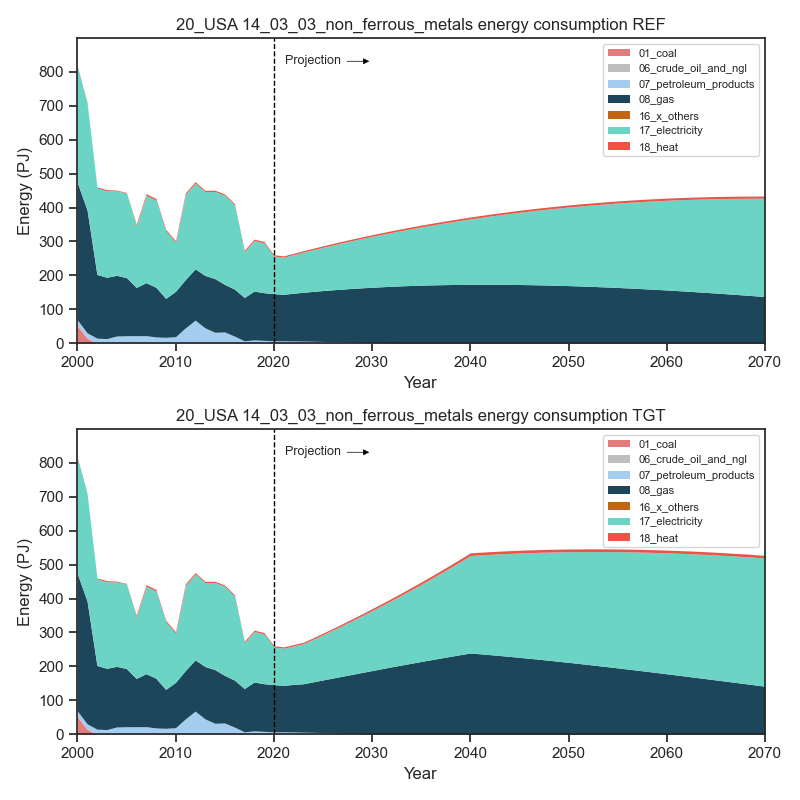 20_USA 14_03_03_non_ferrous_metals energy consumption REF
Projection
01_coal
06_crude_oil_and_ngl
07_petroleum_products
08_gas
16_x_others
17_electricity
18_heat
Energy (PJ)
800
700
600
500
400
300
200
100
0
2000 2010 2020 2030 2040 2050 2060 2070
Year
20_USA 14_03_03_non_ferrous_metals energy consumption TGT
Projection
01_coal
06_crude_oil_and_ngl
07_petroleum_products
08_gas
16_x_others
17_electricity
18_heat
Energy (PJ)
800
700
600
500
400
300
200
100
0
2000 2010 2020 2030 2040 2050 2060 2070
Year